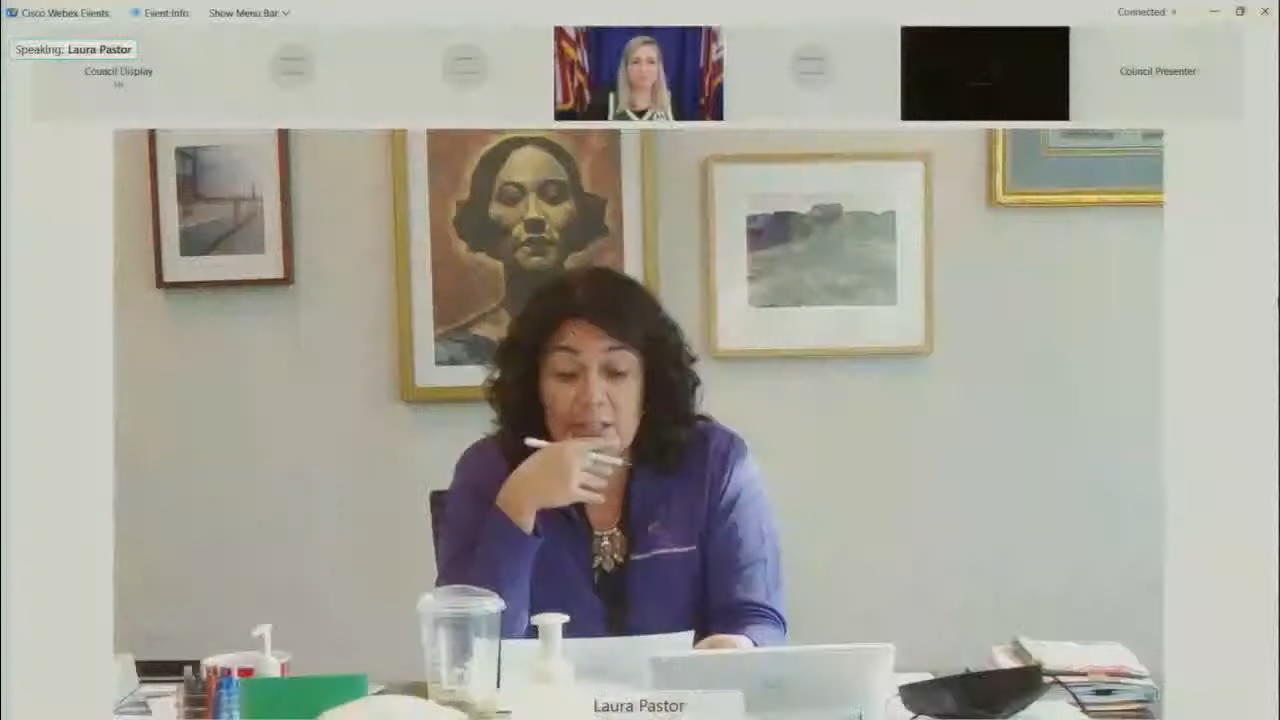 Cisco Webex Events
Event Info
Show Menu Bar
Connected
Speaking: Laura Pastor
Council Display
Council Presenter
Laura Pastor